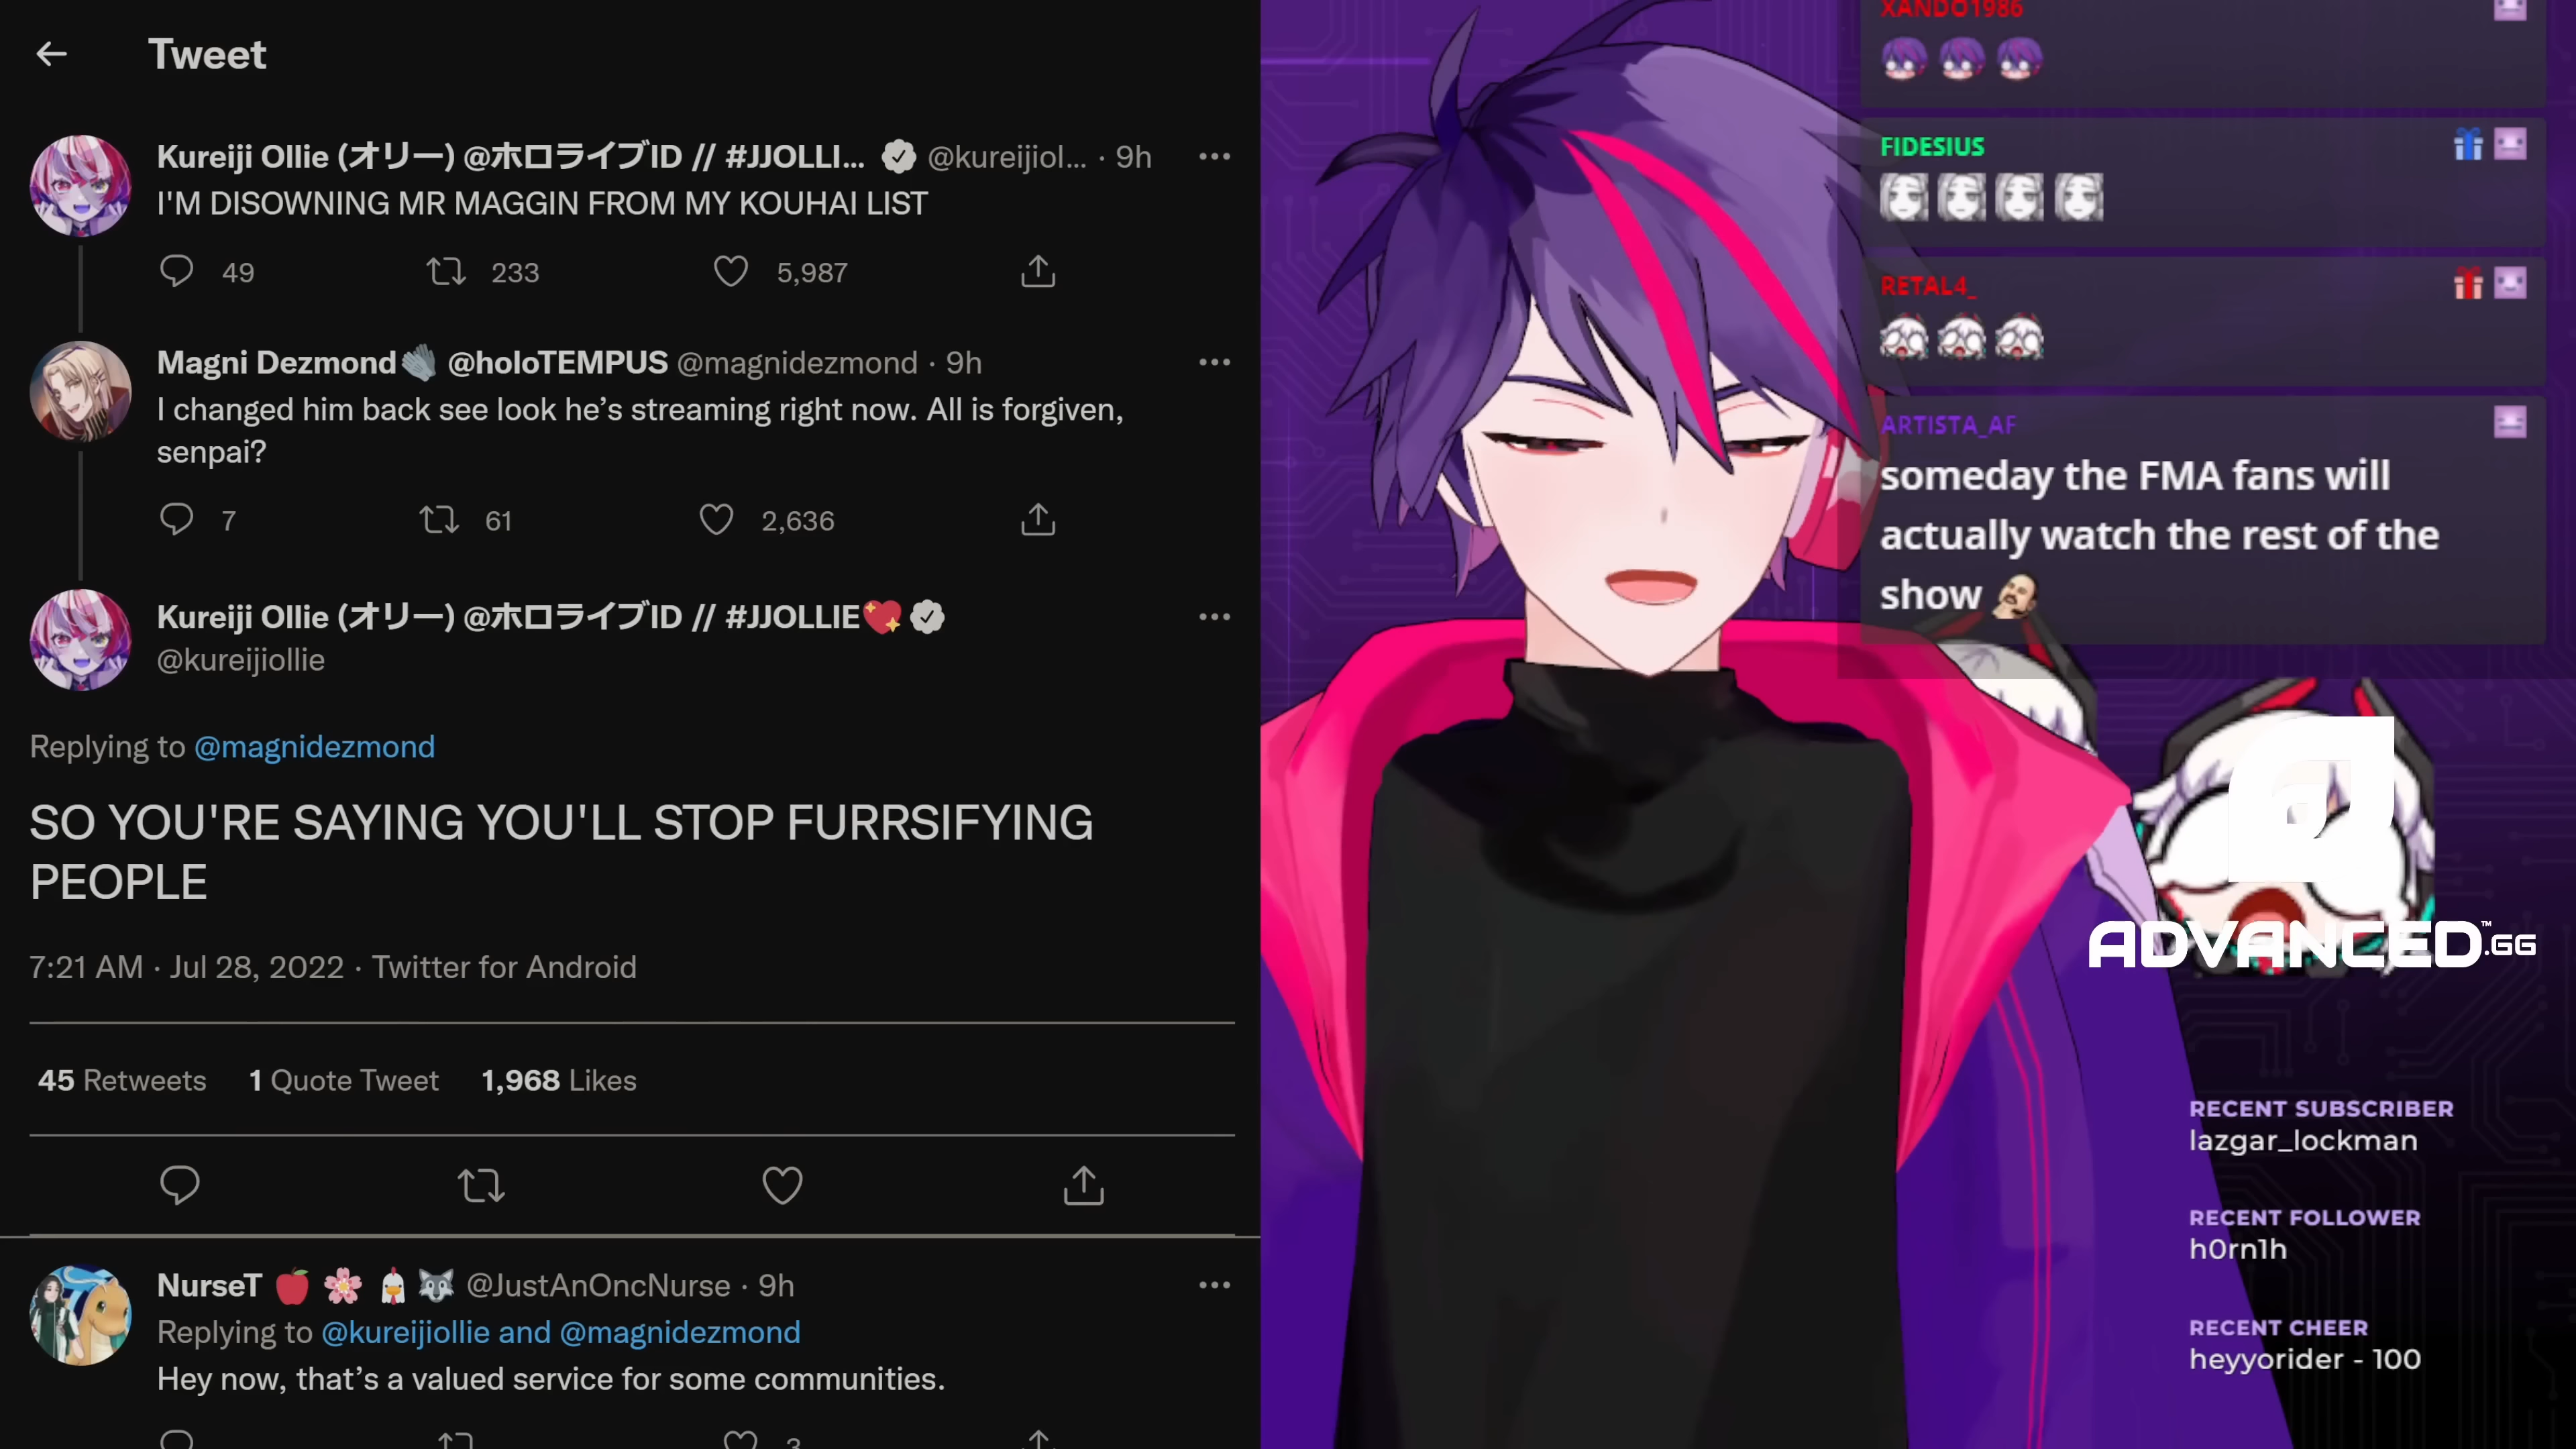 Tweet
Kureiji Ollie (オリー) @ホロライブID // #JJOLLI... @kureijiol... · 9h
I'M DISOWNING MR MAGGIN FROM MY KOUHAI LIST
49 233 5,987
Magni Dezmond @holoTEMPUS @magnidezmond · 9h
I changed him back see look he's streaming right now. All is forgiven,
senpai?
7 61 2,636
Kureiji Ollie (オリー) @ホロライブID // #JJOLLIE💖
@kureijiollie
Replying to @magnidezmond
SO YOU'RE SAYING YOU'LL STOP FURRSIFYING
PEOPLE
7:21 AM · Jul 28, 2022 · Twitter for Android
45 Retweets 1 Quote Tweet 1,968 Likes
NurseT 🍎 🌸 🐔 🐺 @JustAnOncNurse · 9h
Replying to @kureijiollie and @magnidezmond
Hey now, that's a valued service for some communities.
3
XANDO1986
FIDESIUS
RETAL4_
ARTISTA_AF
someday the FMA fans will
actually watch the rest of the
show
ADVANCED™.GG
RECENT SUBSCRIBER
lazgar_lockman
RECENT FOLLOWER
h0rn1h
RECENT CHEER
heyyorider - 100